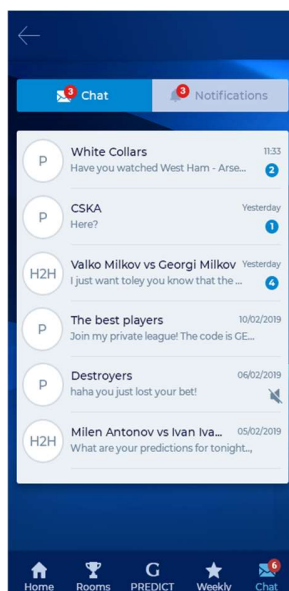 3 Chat 3 Notifications
P White Collars 11:33
Have you watched West Ham - Arse... 2
P CSKA Yesterday
Here? 1
H2H Valko Milkov vs Georgi Milkov Yesterday
I just want toley you know that the ... 4
P The best players 10/02/2019
Join my private league! The code is GE...
P Destroyers 06/02/2019
haha you just lost your bet!
H2H Milen Antonov vs Ivan Iva... 05/02/2019
What are your predictions for tonight..,
G 6
Home Rooms PREDICT Weekly Chat